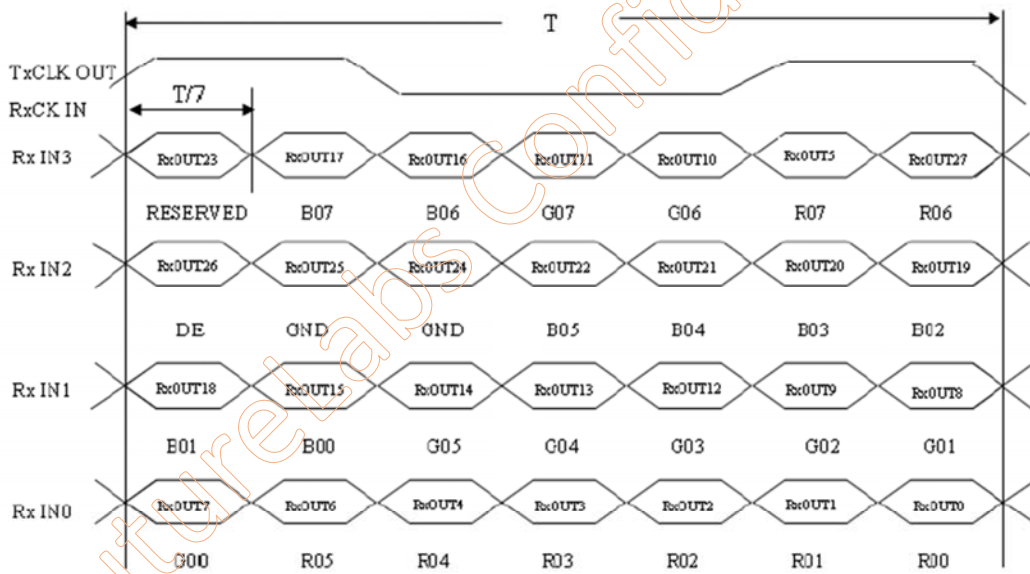 T
TxCLK OUT
T/7
RxCK IN
Rx IN3 RxOUT23 RxOUT17 RxOUT16 RxOUT11 RxOUT10 RxOUT5 RxOUT27
RESERVED B07 B06 G07 G06 R07 R06
Rx IN2 RxOUT26 RxOUT25 RxOUT24 RxOUT22 RxOUT21 RxOUT20 RxOUT19
DE GND GND B05 B04 B03 B02
Rx IN1 RxOUT18 RxOUT15 RxOUT14 RxOUT13 RxOUT12 RxOUT9 RxOUT8
B01 B00 G05 G04 G03 G02 G01
Rx IN0 RxOUT7 RxOUT6 RxOUT4 RxOUT3 RxOUT2 RxOUT1 RxOUT0
G00 R05 R04 R03 R02 R01 R00